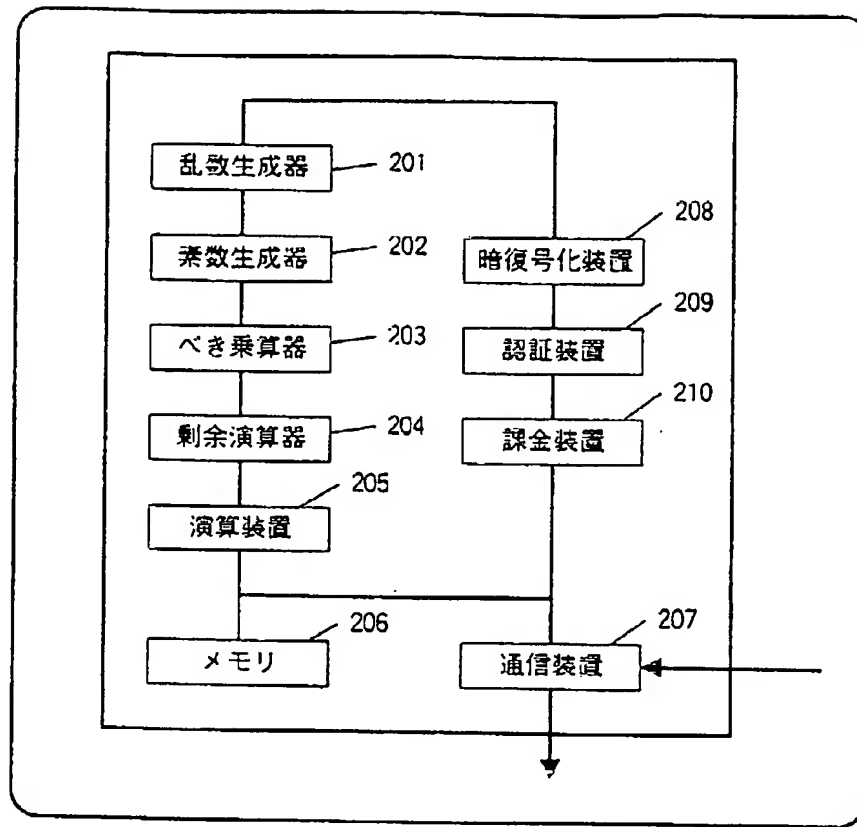 乱数生成器 201
素数生成器 202
べき乗算器 203
剰余演算器 204
演算装置 205
メモリ 206
通信装置 207
暗復号化装置 208
認証装置 209
課金装置 210